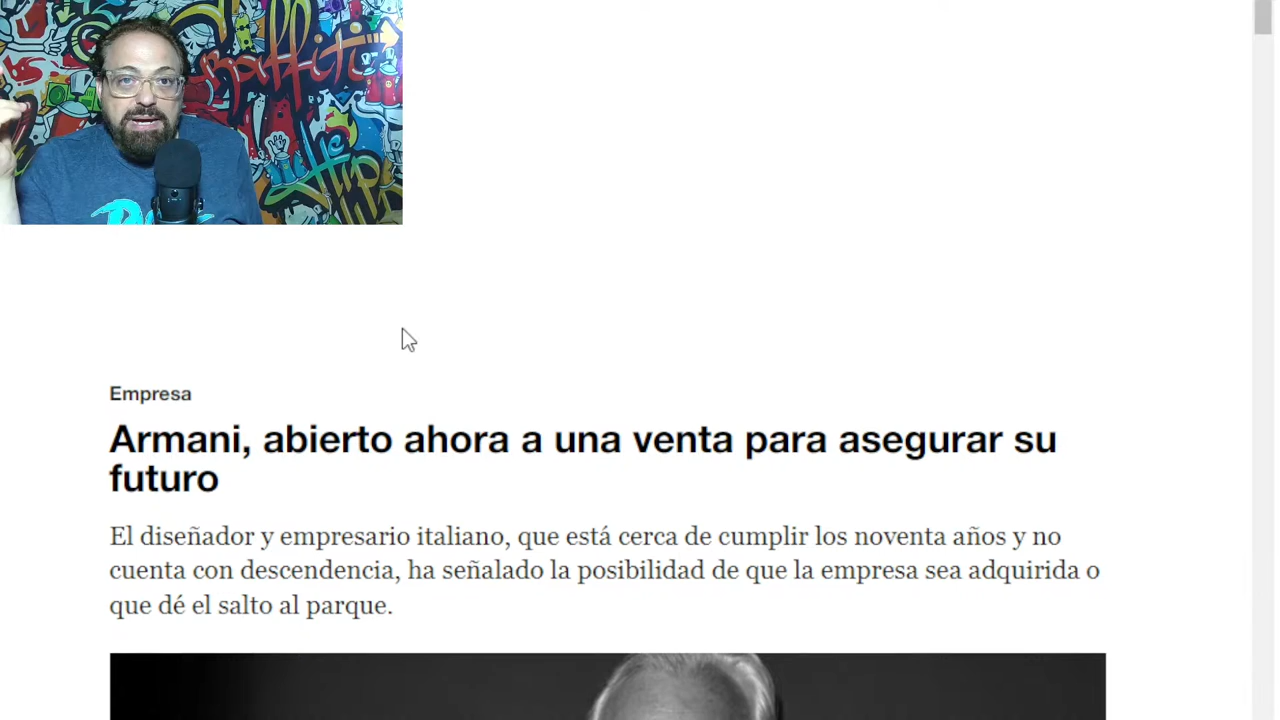 Graffiti
Empresa
Armani, abierto ahora a una venta para asegurar su
futuro
El diseñador y empresario italiano, que está cerca de cumplir los noventa años y no
cuenta con descendencia, ha señalado la posibilidad de que la empresa sea adquirida o
que dé el salto al parque.